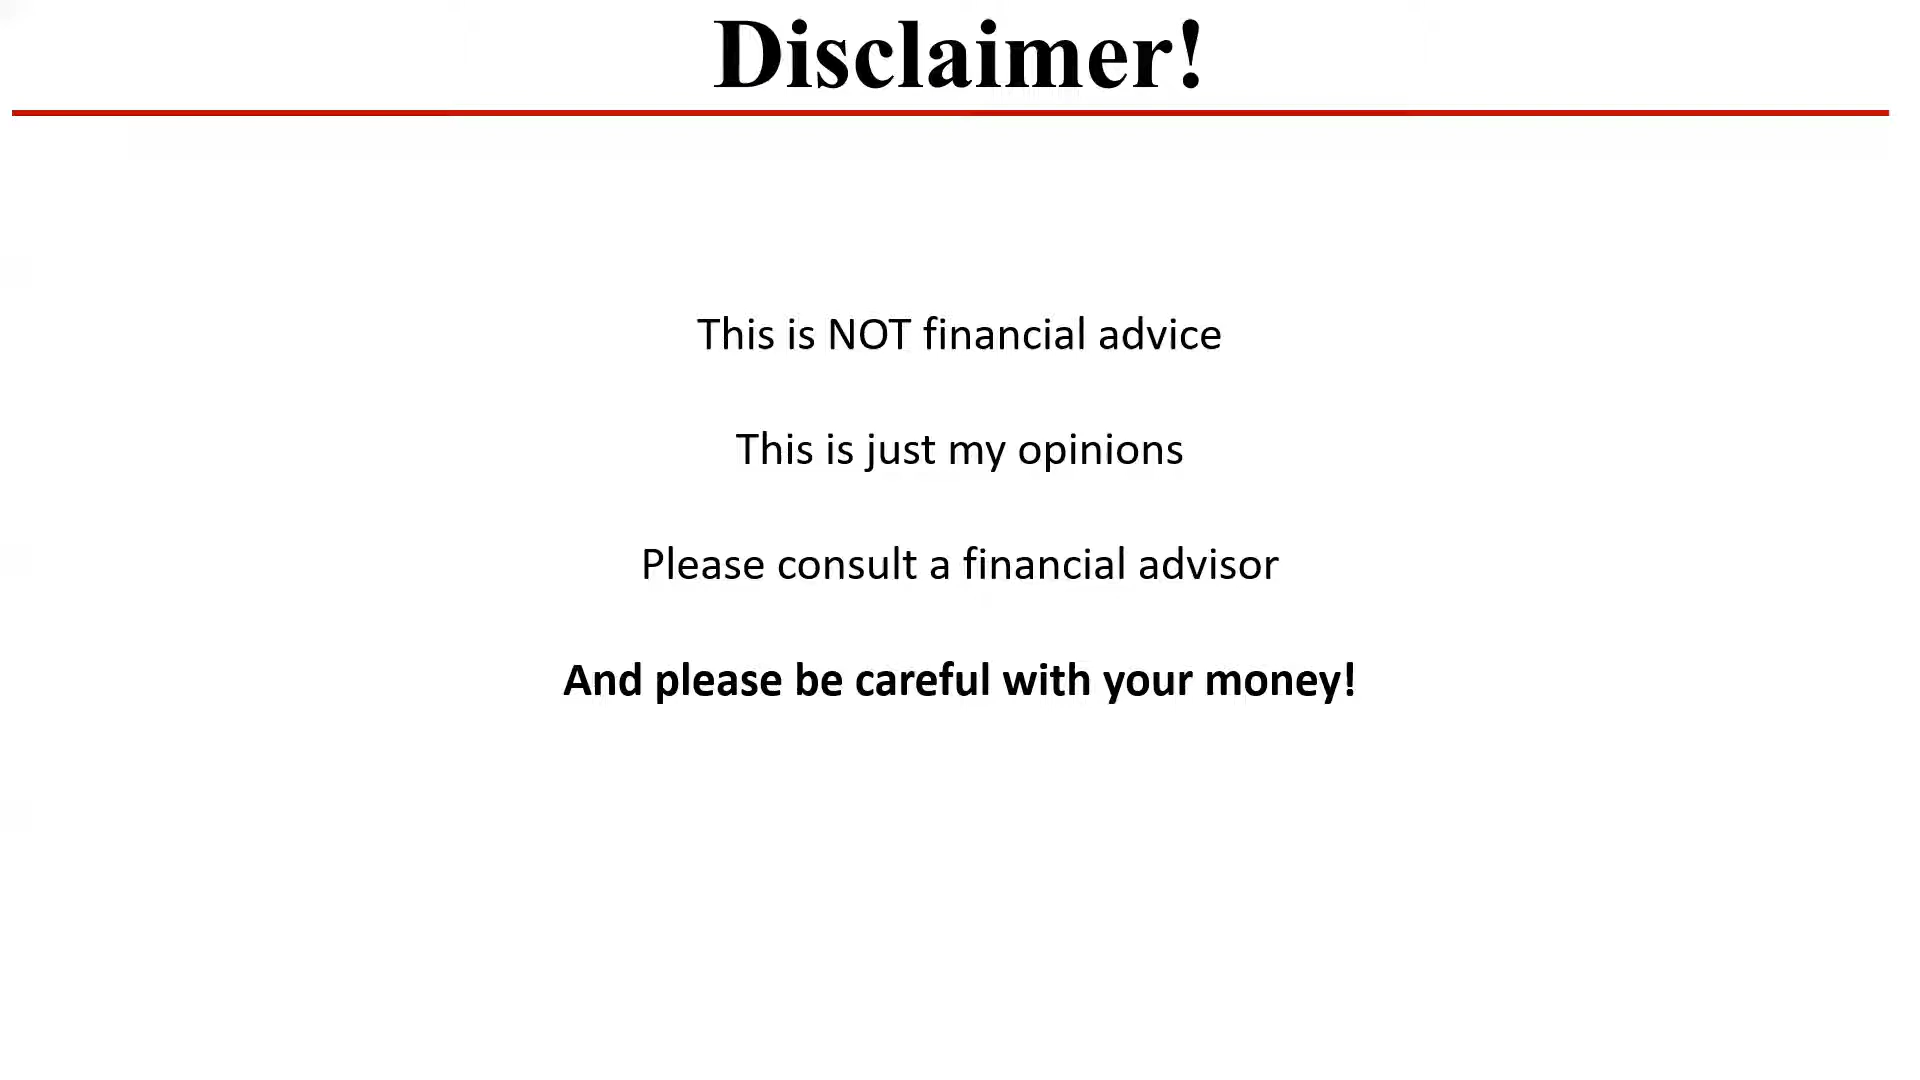 Disclaimer!
This is NOT financial advice
This is just my opinions
Please consult a financial advisor
And please be careful with your money!